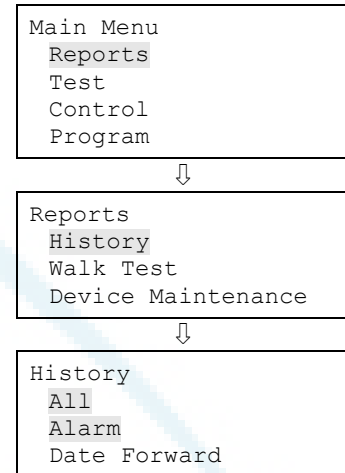 Main Menu
Reports
Test
Control
Program
⇩
Reports
History
Walk Test
Device Maintenance
⇩
History
All
Alarm
Date Forward